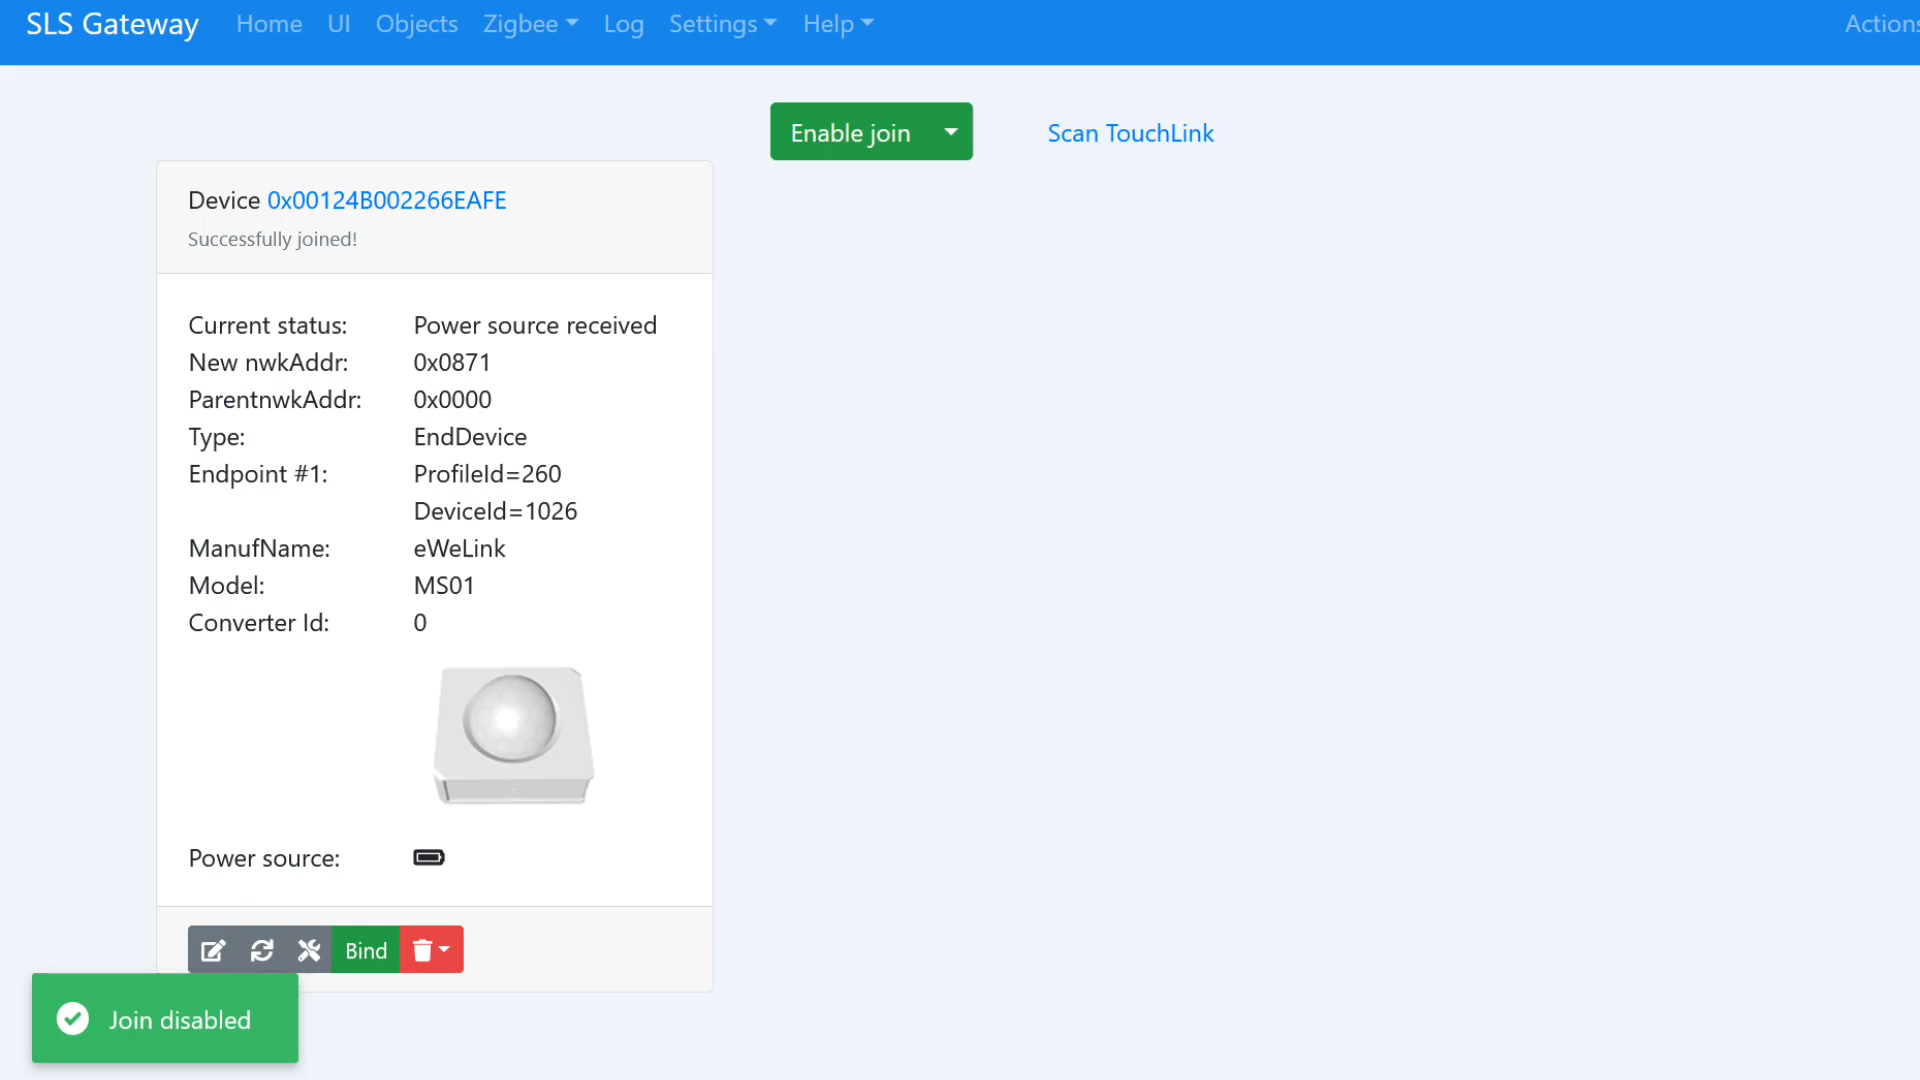 SLS Gateway Home UI Objects Zigbee Log Settings Help Actions
Enable join Scan TouchLink
Device 0x00124B002266EAFE
Successfully joined!
Current status: Power source received
New nwkAddr: 0x0871
ParentnwkAddr: 0x0000
Type: EndDevice
Endpoint #1: ProfileId=260
DeviceId=1026
ManufName: eWeLink
Model: MS01
Converter Id: 0
Power source:
Bind
Join disabled